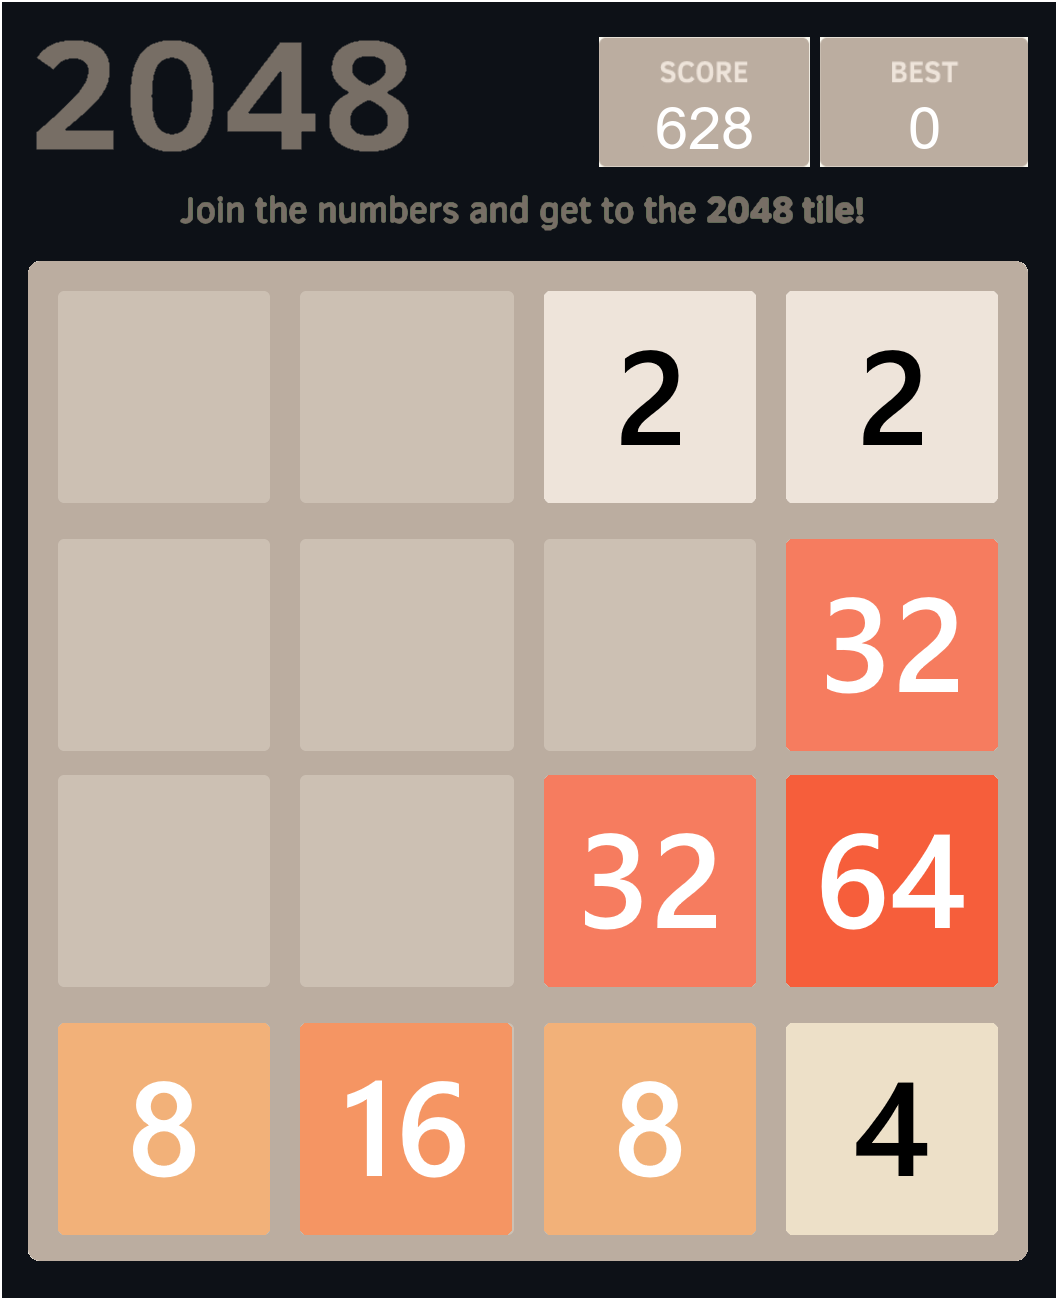 2048
SCORE BEST
628 0
Join the numbers and get to the 2048 tile!
2 2
32
32 64
8 16 8 4